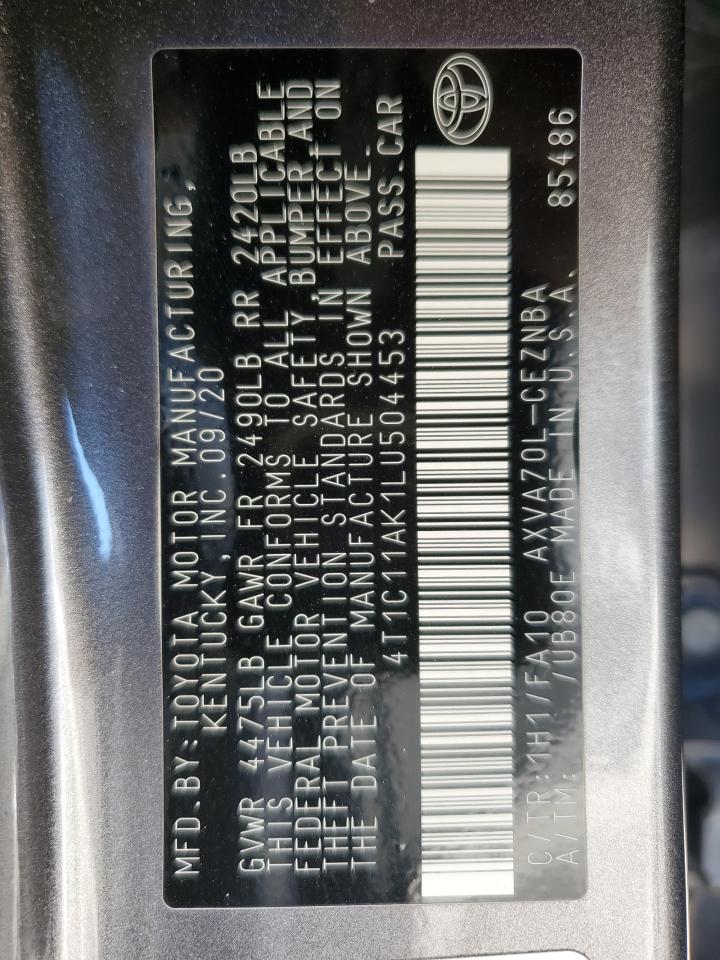 MFD.BY:TOYOTA MOTOR MANUFACTURING,
KENTUCKY,INC.09/20
GVWR 4475LB GAWR FR 2490LB RR 2420LB
THIS VEHICLE CONFORMS TO ALL APPLICABLE
FEDERAL MOTOR VEHICLE SAFETY,BUMPER,AND
THEFT PREVENTION STANDARDS IN EFFECT ON
THE DATE OF MANUFACTURE SHOWN ABOVE.
4T1C11AK1LU504453 PASS.CAR
C/TR:1H1/FA10 AXVA70L-CEZNBA 85486
A/TM: /UB80E MADE IN U.S.A.